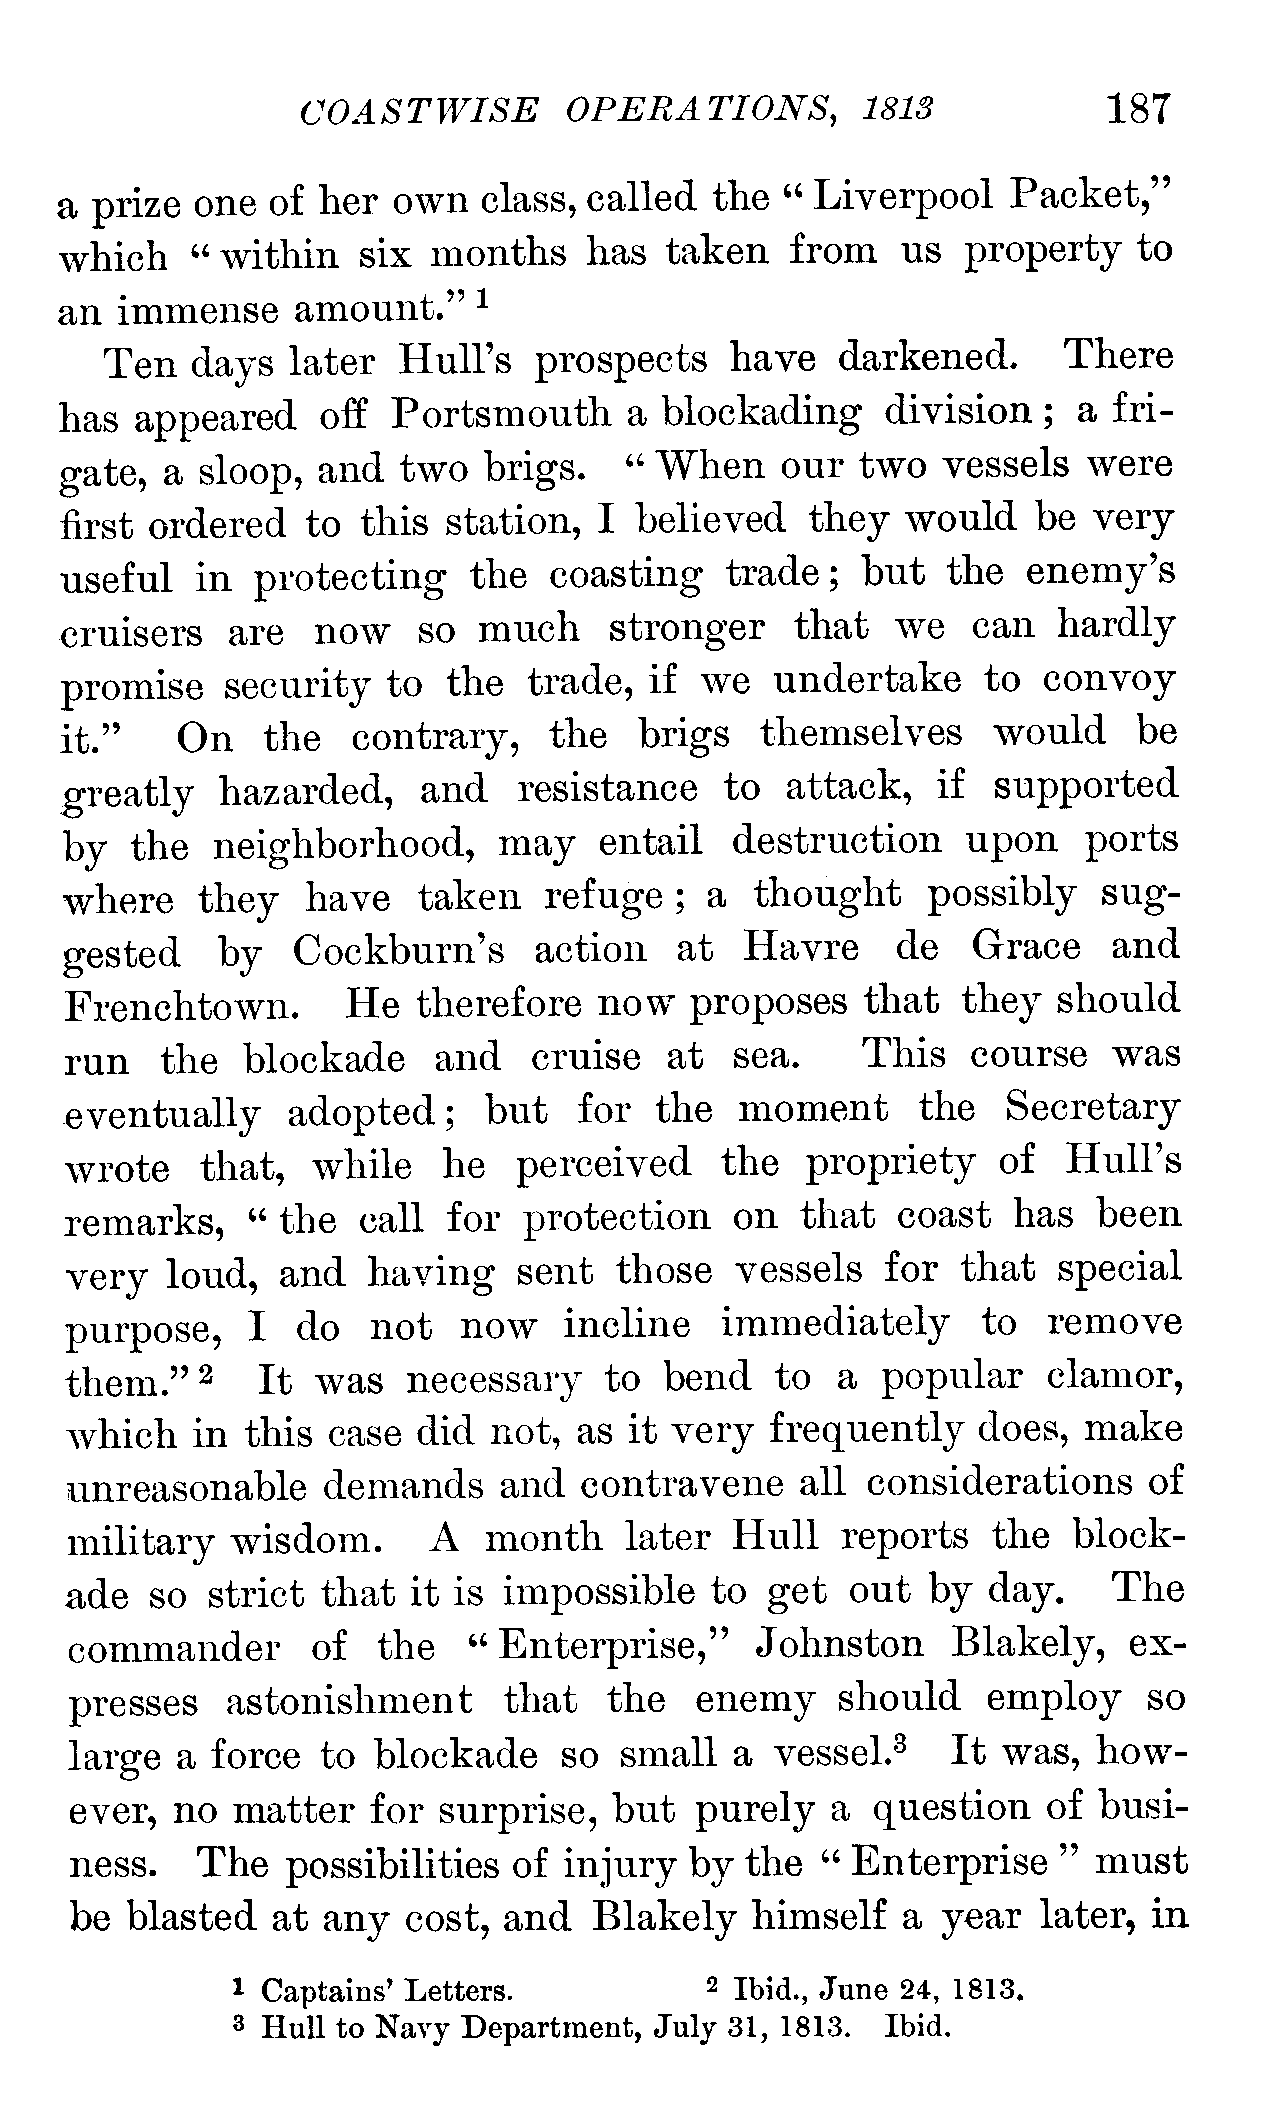 COASTWISE OPERATIONS, 1813 187
a prize one of her own class, called the “ Liverpool Packet,”
which “ within six months has taken from us property to
an immense amount.” 1
Ten days later Hull’s prospects have darkened. There
has appeared off Portsmouth a blockading division ; a fri-
gate, a sloop, and two brigs. “ When our two vessels were
first ordered to this station, I believed they would be very
useful in protecting the coasting trade ; but the enemy’s
cruisers are now so much stronger that we can hardly
promise security to the trade, if we undertake to convoy
it.” On the contrary, the brigs themselves would be
greatly hazarded, and resistance to attack, if supported
by the neighborhood, may entail destruction upon ports
where they have taken refuge ; a thought possibly sug-
gested by Cockburn’s action at Havre de Grace and
Frenchtown. He therefore now proposes that they should
run the blockade and cruise at sea. This course was
eventually adopted ; but for the moment the Secretary
wrote that, while he perceived the propriety of Hull’s
remarks, “ the call for protection on that coast has been
very loud, and having sent those vessels for that special
purpose, I do not now incline immediately to remove
them.” 2 It was necessary to bend to a popular clamor,
which in this case did not, as it very frequently does, make
unreasonable demands and contravene all considerations of
military wisdom. A month later Hull reports the block-
ade so strict that it is impossible to get out by day. The
commander of the “ Enterprise,” Johnston Blakely, ex-
presses astonishment that the enemy should employ so
large a force to blockade so small a vessel.3 It was, how-
ever, no matter for surprise, but purely a question of busi-
ness. The possibilities of injury by the “ Enterprise ” must
be blasted at any cost, and Blakely himself a year later, in
1 Captains’ Letters. 2 Ibid., June 24, 1813.
3 Hull to Navy Department, July 31, 1813. Ibid.